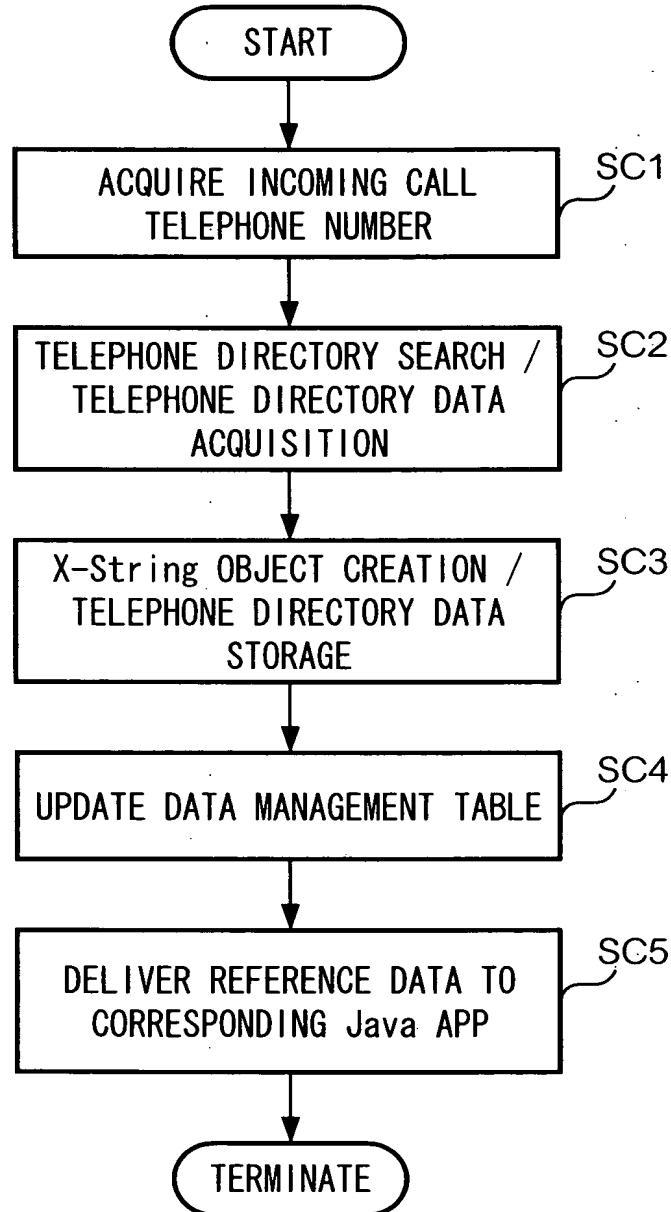 START
ACQUIRE INCOMING CALL
TELEPHONE NUMBER
SC1
TELEPHONE DIRECTORY SEARCH /
TELEPHONE DIRECTORY DATA
ACQUISITION
SC2
X-String OBJECT CREATION /
TELEPHONE DIRECTORY DATA
STORAGE
SC3
UPDATE DATA MANAGEMENT TABLE
SC4
DELIVER REFERENCE DATA TO
CORRESPONDING Java APP
SC5
TERMINATE